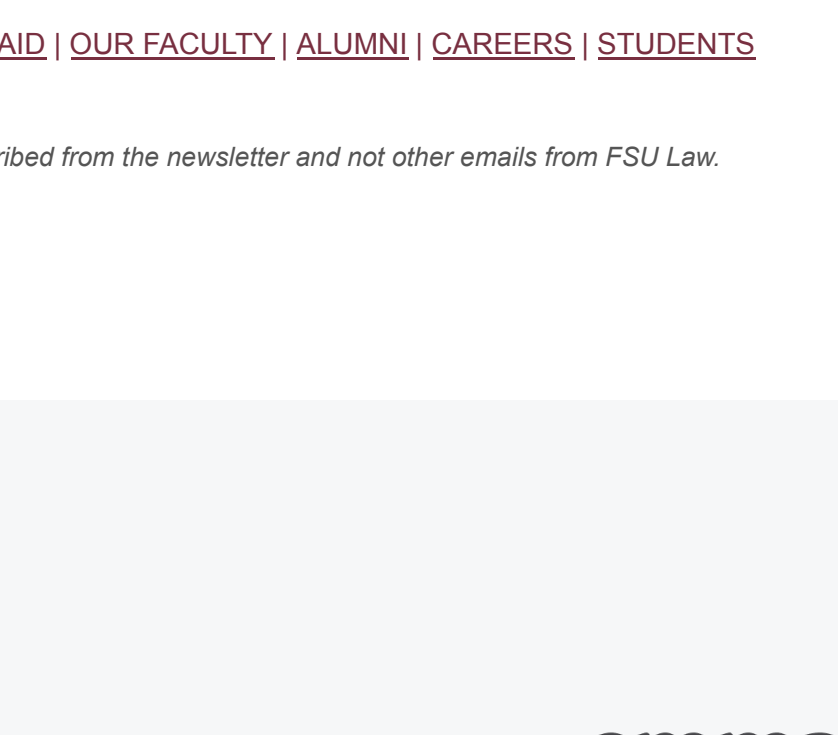 AID | OUR FACULTY | ALUMNI | CAREERS | STUDENTS
ribed from the newsletter and not other emails from FSU Law.